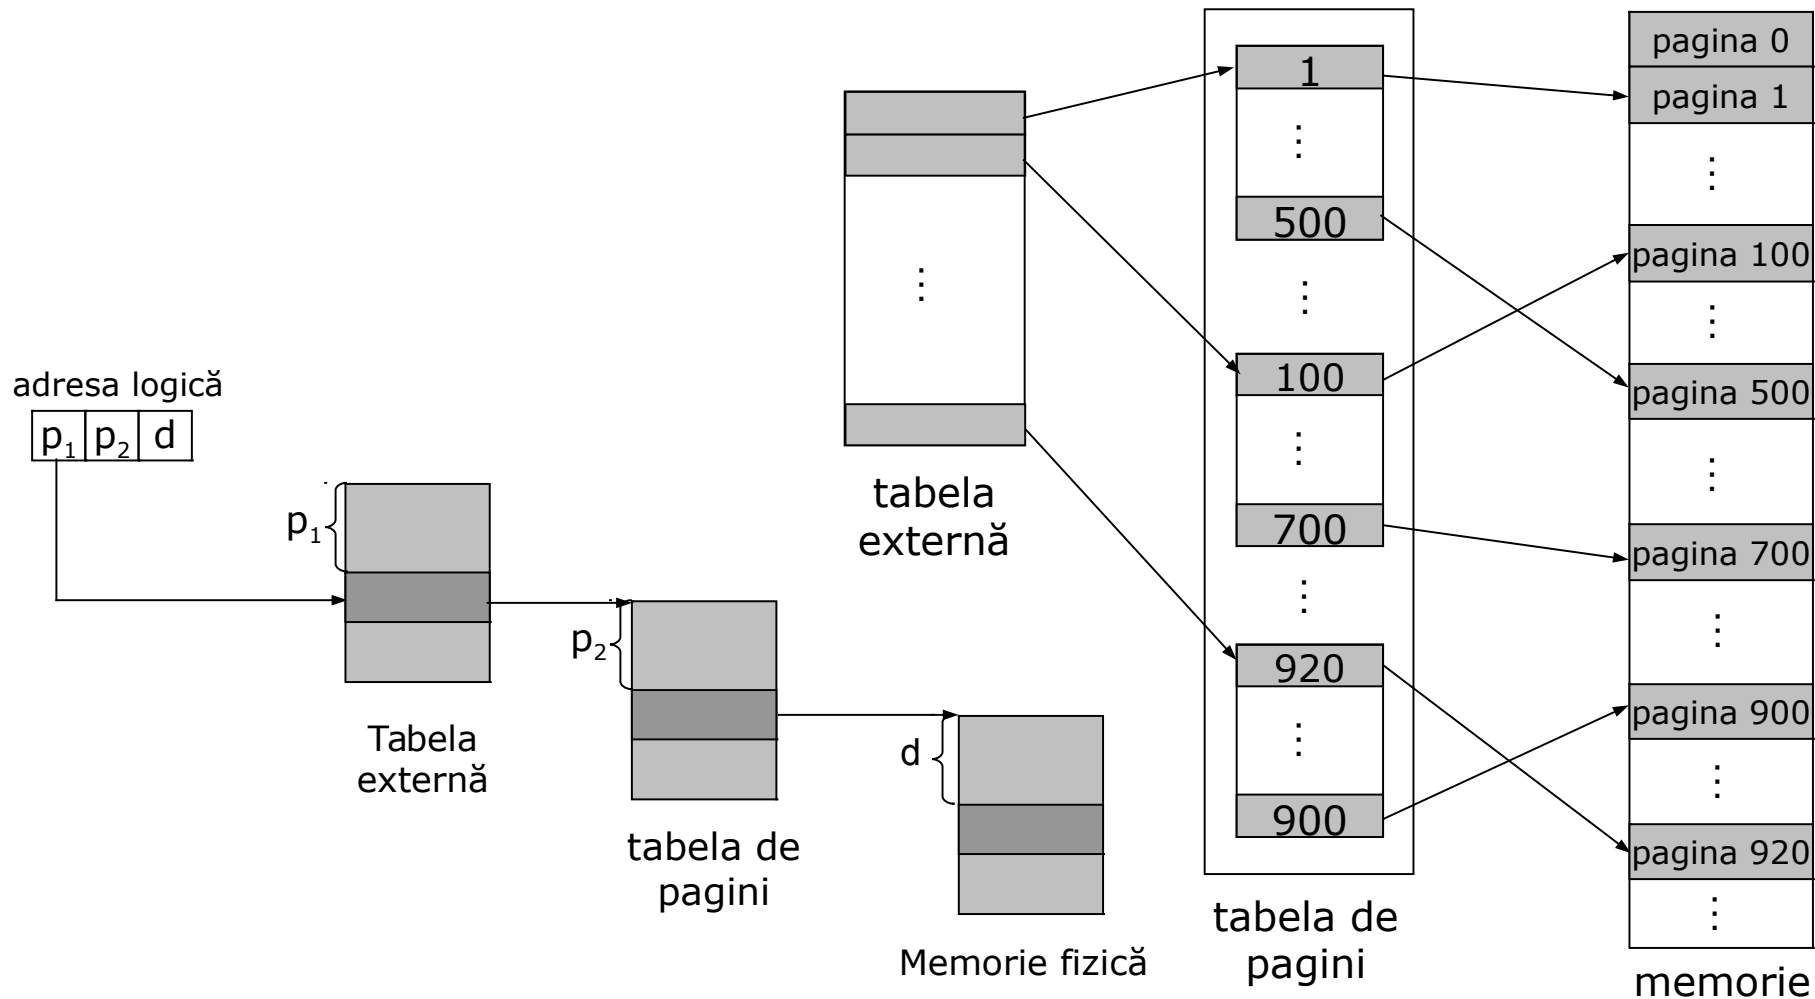 adresa logică
p1 p2 d
p1
Tabela
externă
p2
tabela de
pagini
d
Memorie fizică
⋮
tabela
externă
1
⋮
500
⋮
100
⋮
700
⋮
920
⋮
900
tabela de
pagini
pagina 0
pagina 1
⋮
pagina 100
⋮
pagina 500
⋮
pagina 700
⋮
pagina 900
⋮
pagina 920
⋮
memorie